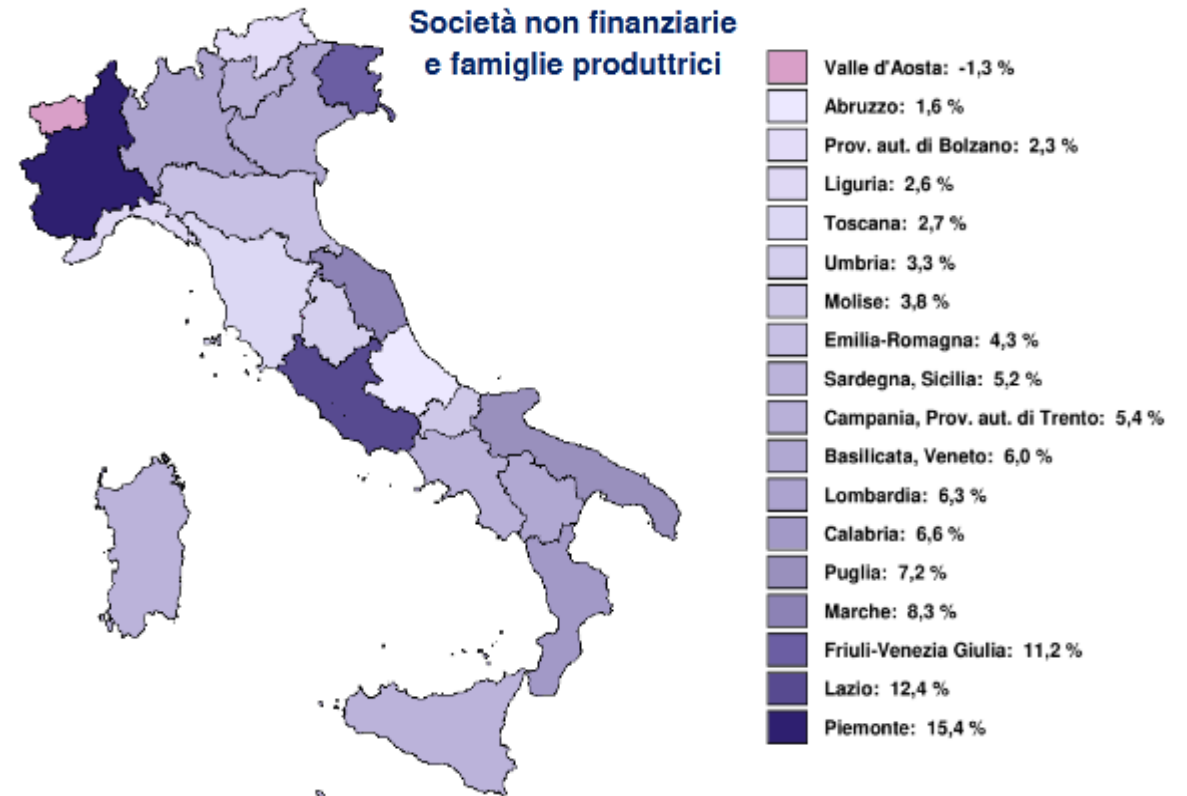 Società non finanziarie
e famiglie produttrici
Valle d'Aosta: -1,3 %
Abruzzo: 1,6 %
Prov. aut. di Bolzano: 2,3 %
Liguria: 2,6 %
Toscana: 2,7 %
Umbria: 3,3 %
Molise: 3,8 %
Emilia-Romagna: 4,3 %
Sardegna, Sicilia: 5,2 %
Campania, Prov. aut. di Trento: 5,4 %
Basilicata, Veneto: 6,0 %
Lombardia: 6,3 %
Calabria: 6,6 %
Puglia: 7,2 %
Marche: 8,3 %
Friuli-Venezia Giulia: 11,2 %
Lazio: 12,4 %
Piemonte: 15,4 %